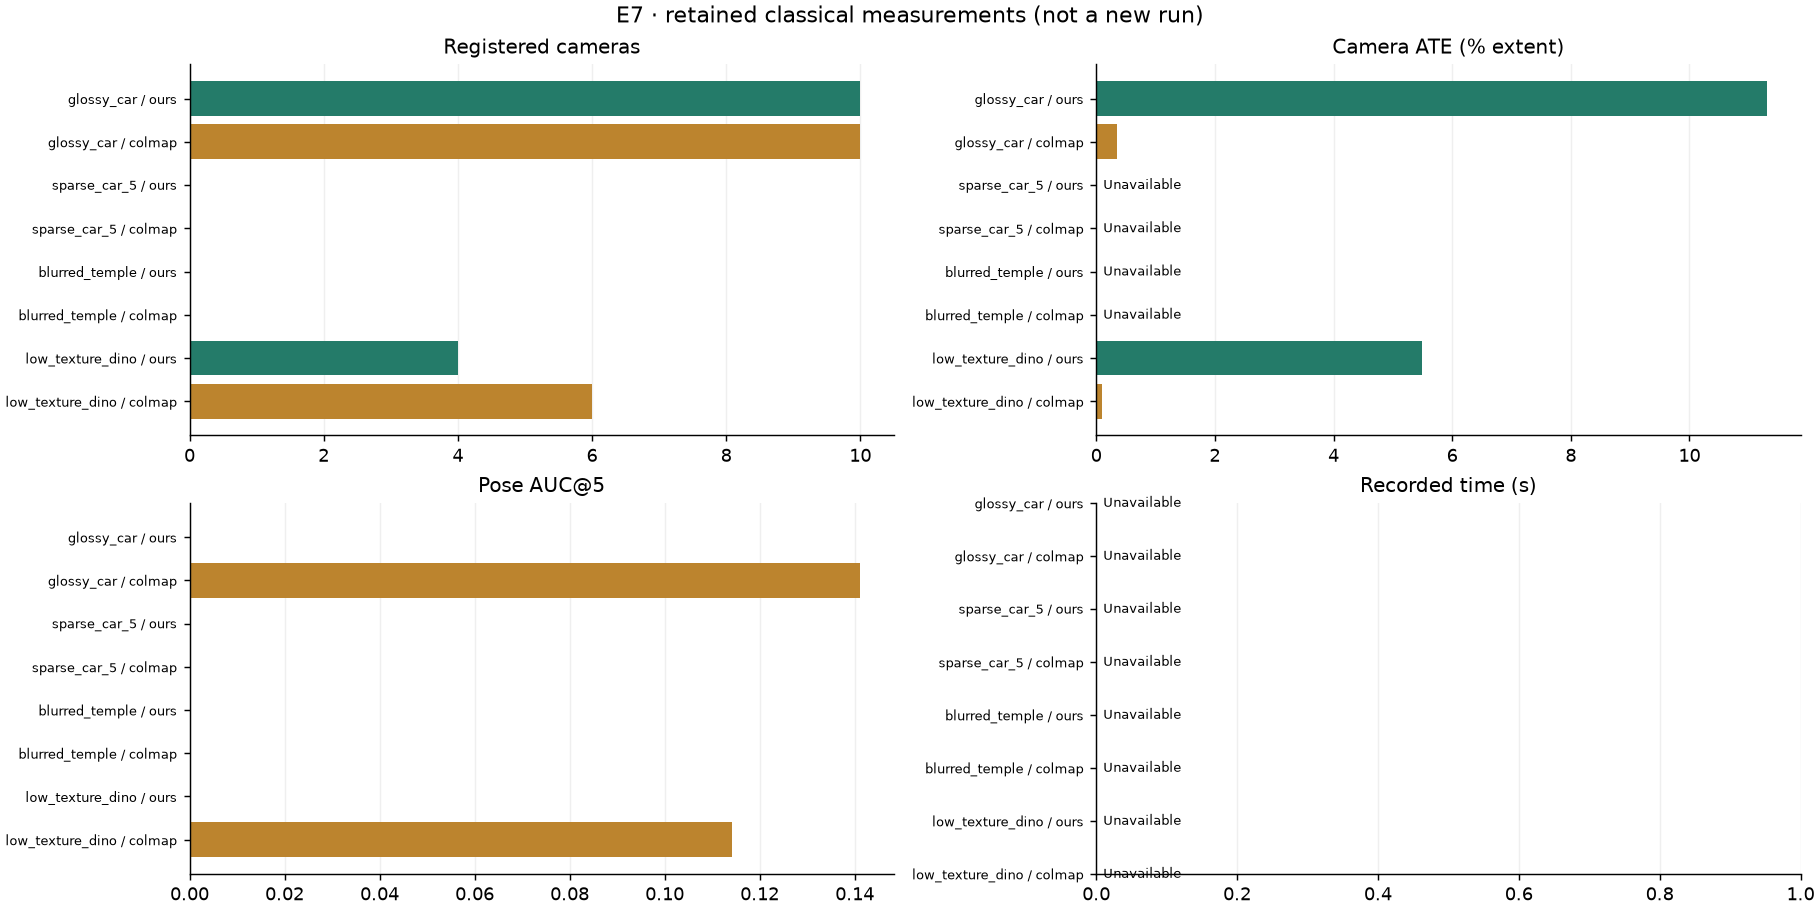 E7 · retained classical measurements (not a new run)
Registered cameras
glossy_car / ours
glossy_car / colmap
sparse_car_5 / ours
sparse_car_5 / colmap
blurred_temple / ours
blurred_temple / colmap
low_texture_dino / ours
low_texture_dino / colmap
0 2 4 6 8 10
Camera ATE (% extent)
glossy_car / ours
glossy_car / colmap
sparse_car_5 / ours Unavailable
sparse_car_5 / colmap Unavailable
blurred_temple / ours Unavailable
blurred_temple / colmap Unavailable
low_texture_dino / ours
low_texture_dino / colmap
0 2 4 6 8 10
Pose AUC@5
glossy_car / ours
glossy_car / colmap
sparse_car_5 / ours
sparse_car_5 / colmap
blurred_temple / ours
blurred_temple / colmap
low_texture_dino / ours
low_texture_dino / colmap
0.00 0.02 0.04 0.06 0.08 0.10 0.12 0.14
Recorded time (s)
glossy_car / ours Unavailable
glossy_car / colmap Unavailable
sparse_car_5 / ours Unavailable
sparse_car_5 / colmap Unavailable
blurred_temple / ours Unavailable
blurred_temple / colmap Unavailable
low_texture_dino / ours Unavailable
low_texture_dino / colmap Unavailable
0.0 0.2 0.4 0.6 0.8 1.0